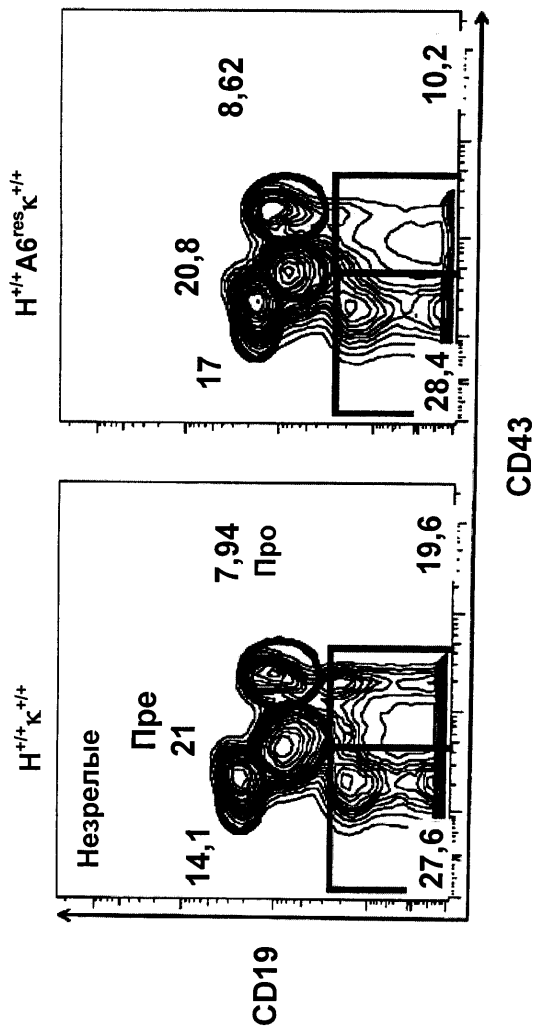 H+/+κ+/+
H+/+A6resκ+/+
Незрелые
Пре
14,1
21
7,94
Про
27,6
19,6
17
20,8
8,62
28,4
10,2
CD19
CD43